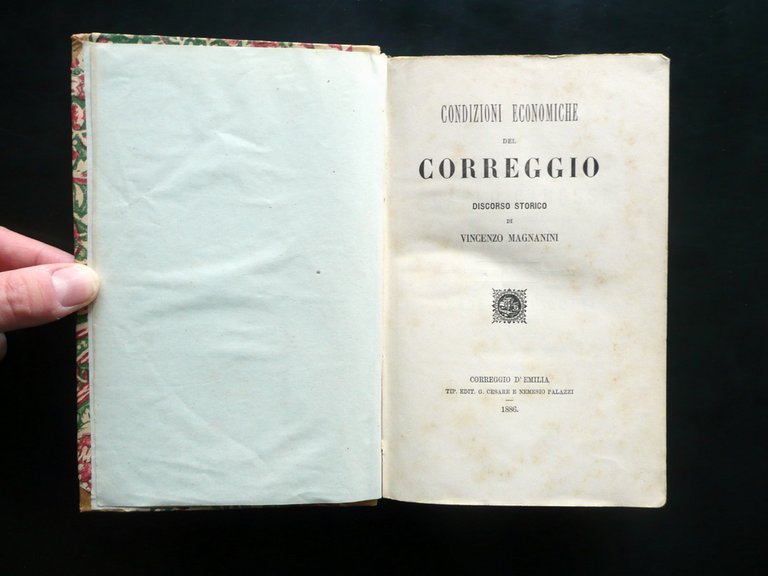 CONDIZIONI ECONOMICHE
DEL
CORREGGIO
DISCORSO STORICO
DI
VINCENZO MAGNANINI
CORREGGIO D'EMILIA
TIP. EDIT. G. CESARE E NEMESIO PALAZZI
1886.